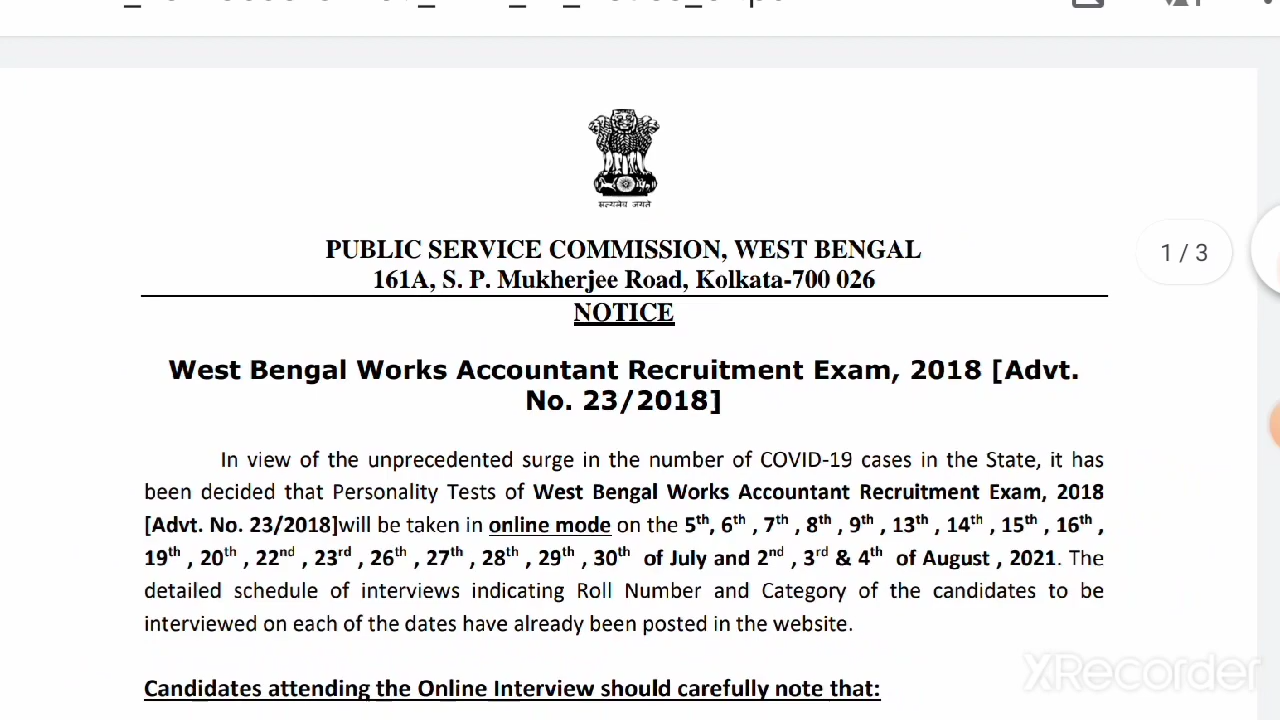 सत्यमेव जयते
PUBLIC SERVICE COMMISSION, WEST BENGAL
161A, S. P. Mukherjee Road, Kolkata-700 026
1 / 3
NOTICE
West Bengal Works Accountant Recruitment Exam, 2018 [Advt.
No. 23/2018]
In view of the unprecedented surge in the number of COVID-19 cases in the State, it has
been decided that Personality Tests of West Bengal Works Accountant Recruitment Exam, 2018
[Advt. No. 23/2018]will be taken in online mode on the 5th, 6th , 7th , 8th , 9th , 13th , 14th , 15th , 16th ,
19th , 20th , 22nd , 23rd , 26th , 27th , 28th , 29th , 30th of July and 2nd , 3rd & 4th of August , 2021. The
detailed schedule of interviews indicating Roll Number and Category of the candidates to be
interviewed on each of the dates have already been posted in the website.
Candidates attending the Online Interview should carefully note that:
XRecorder